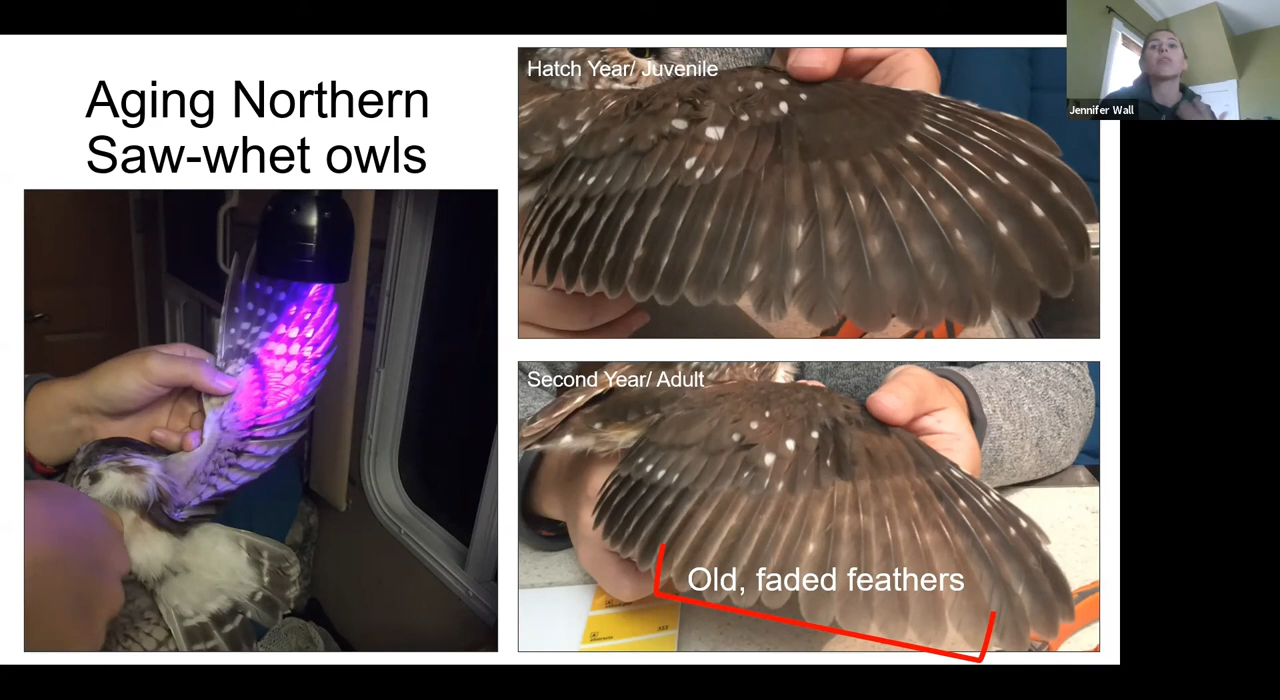 Aging Northern
Saw-whet owls
Hatch Year/ Juvenile
Jennifer Wall
Second Year/ Adult
Old, faded feathers